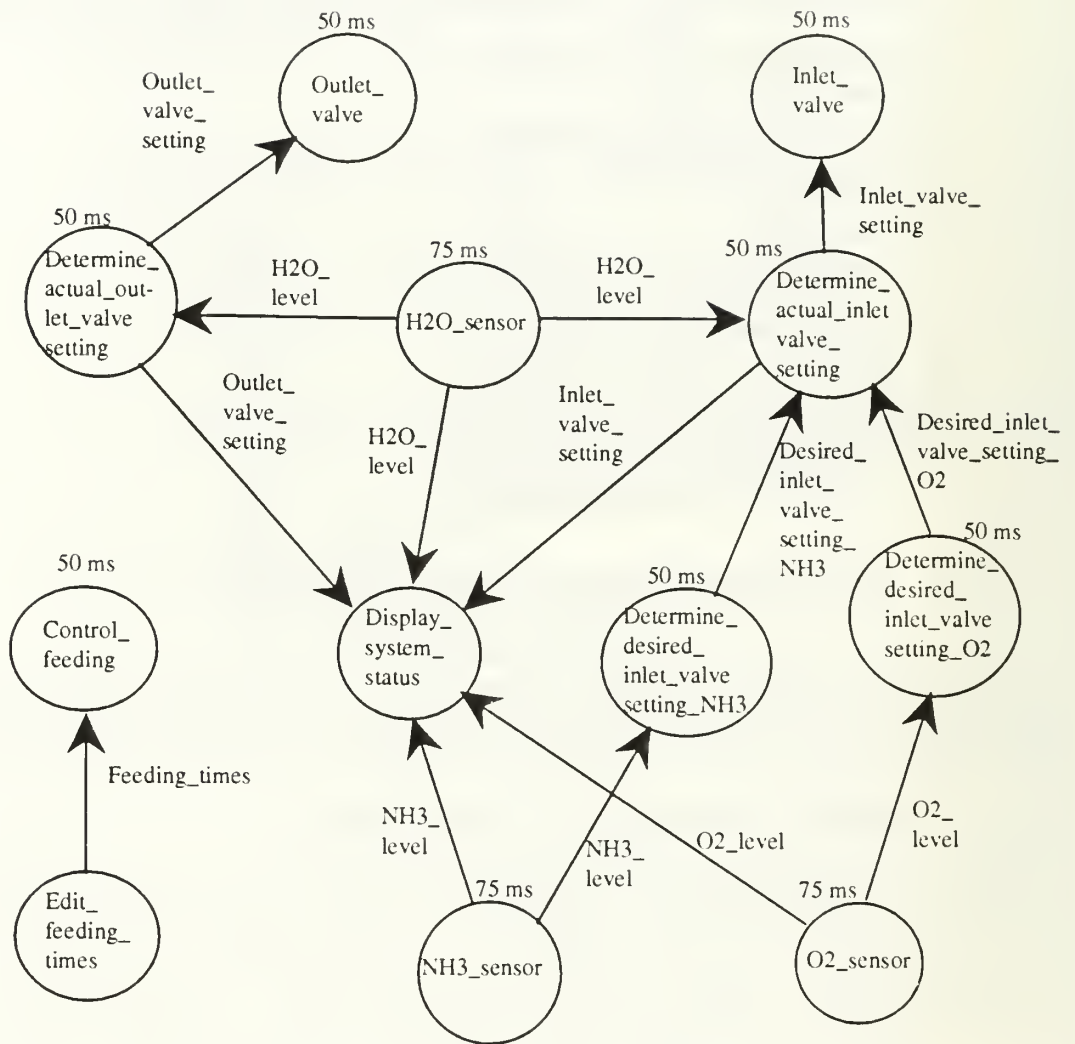 50 ms
Outlet_
valve
50 ms
Inlet_
valve
Outlet_
valve_
setting
Inlet_valve_
setting
50 ms
Determine_
actual_out-
let_valve
setting
H2O_
level
75 ms
H2O_sensor
H2O_
level
50 ms
Determine_
actual_inlet
valve_
setting
Outlet_
valve_
setting
H2O_
level
Inlet_
valve_
setting
Desired_
inlet_
valve_
setting_
NH3
Desired_inlet_
valve_setting_
O2
50 ms
Control_
feeding
Display_
system_
status
50 ms
Determine_
desired_
inlet_valve
setting_NH3
50 ms
Determine_
desired_
inlet_valve
setting_O2
Feeding_times
NH3_
level
NH3_
level
O2_level
O2_
level
Edit_
feeding_
times
75 ms
NH3_sensor
75 ms
O2_sensor